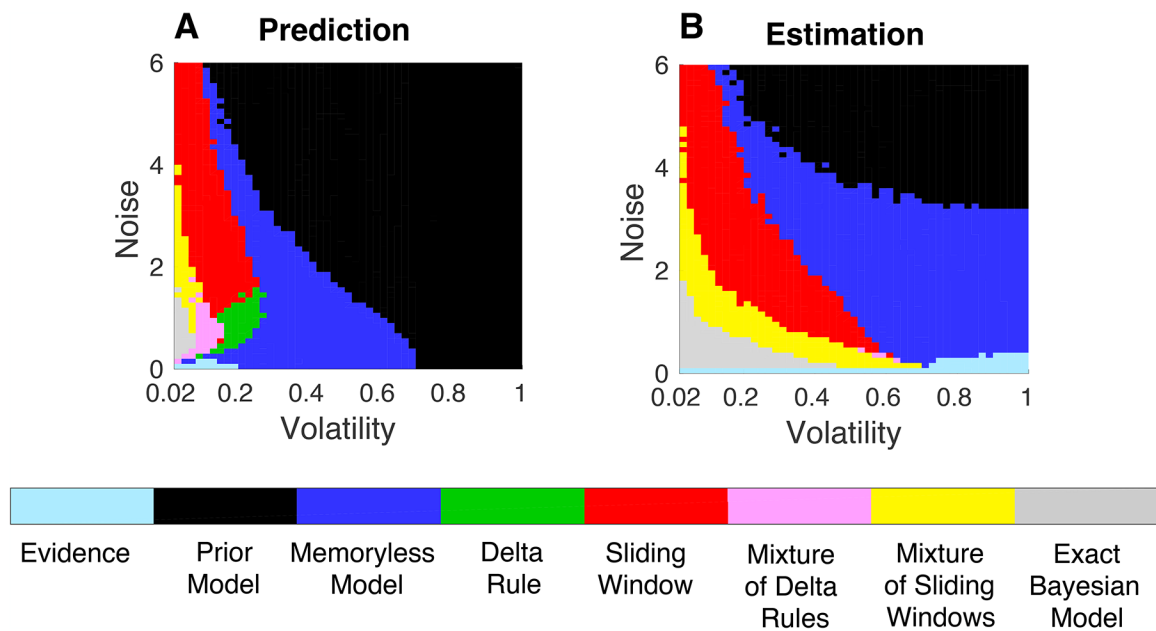 A Prediction
6
4
2
0
Noise
0.02 0.2 0.4 0.6 0.8 1
Volatility
B Estimation
6
4
2
0
Noise
0.02 0.2 0.4 0.6 0.8 1
Volatility
Evidence
Prior
Model
Memoryless
Model
Delta
Rule
Sliding
Window
Mixture
of Delta
Rules
Mixture
of Sliding
Windows
Exact
Bayesian
Model